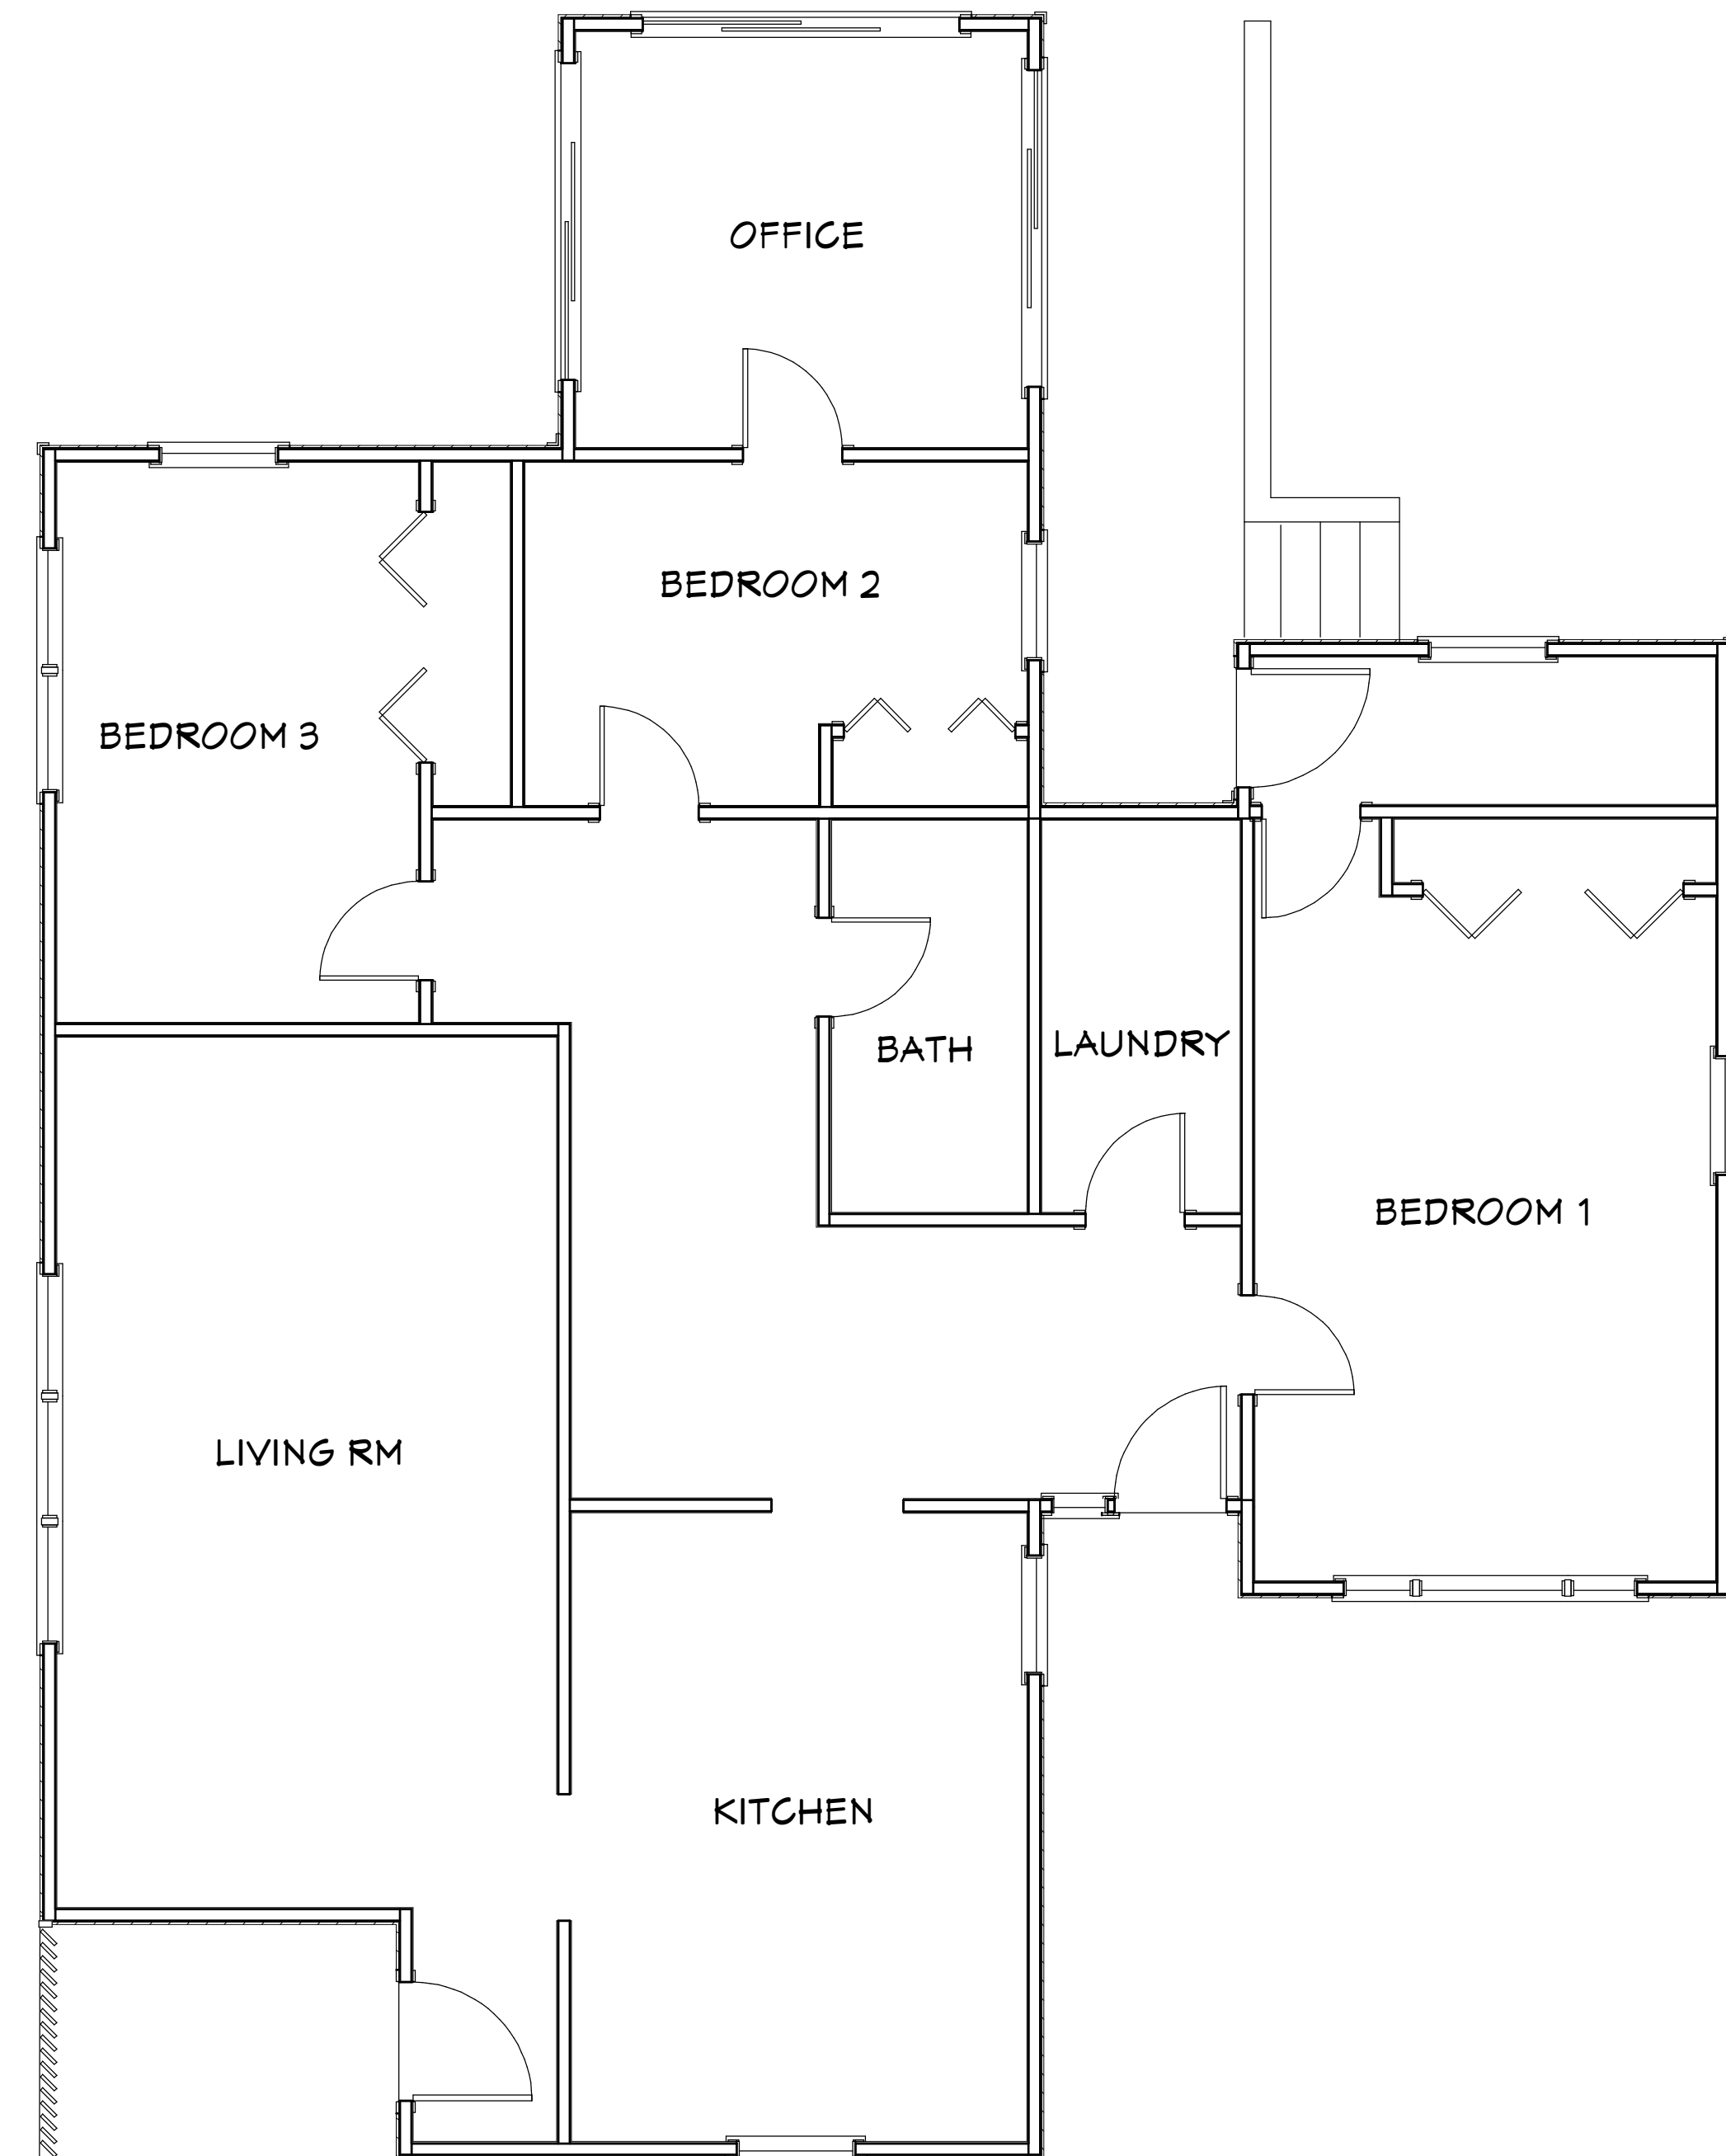 OFFICE
BEDROOM 2
BEDROOM 3
BATH
LAUNDRY
BEDROOM 1
LIVING RM
KITCHEN